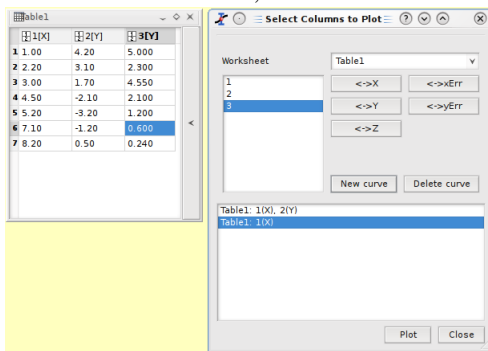 Table1
1[X] 2[Y] 3[Y]
1 1.00 4.20 5.000
2 2.20 3.10 2.300
3 3.00 1.70 4.550
4 4.50 -2.10 2.100
5 5.20 -3.20 1.200
6 7.10 -1.20 0.600
7 8.20 0.50 0.240
Select Columns to Plot
Worksheet Table1
1
2
3
<->X <->xErr
<->Y <->yErr
<->Z
New curve Delete curve
Table1: 1(X), 2(Y)
Table1: 1(X)
Plot Close